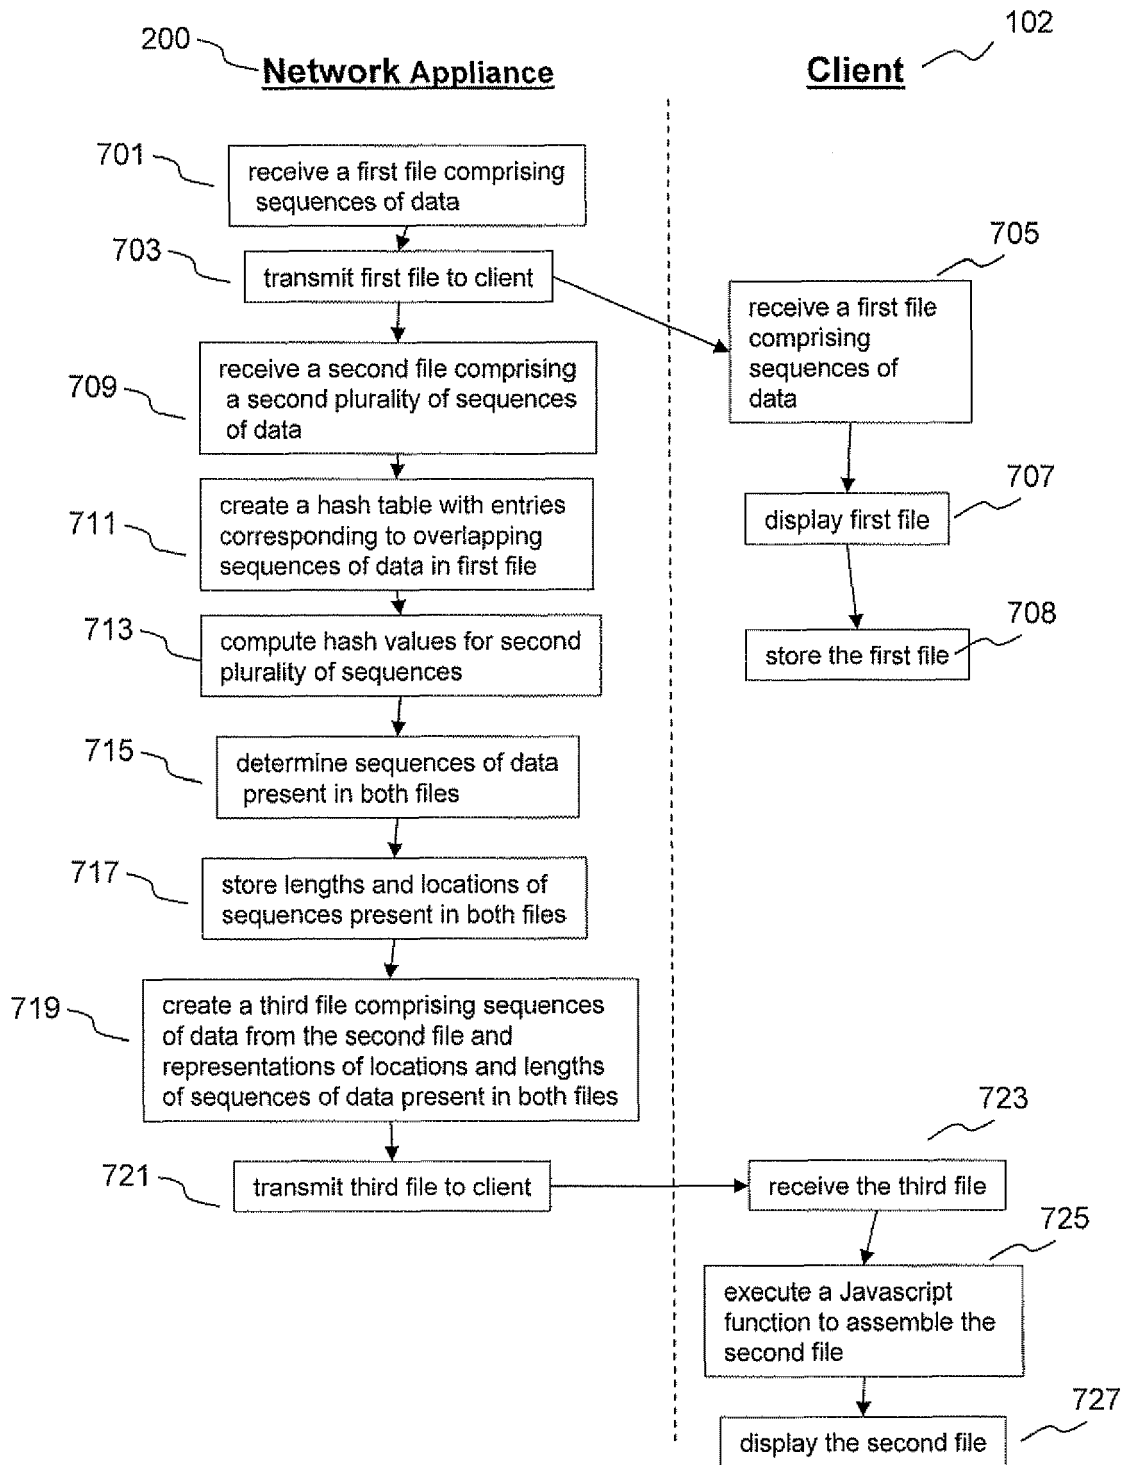 200
Network Appliance
102
Client
701
receive a first file comprising
sequences of data
703
transmit first file to client
705
receive a first file
comprising
sequences of
data
709
receive a second file comprising
a second plurality of sequences
of data
707
display first file
711
create a hash table with entries
corresponding to overlapping
sequences of data in first file
713
compute hash values for second
plurality of sequences
708
store the first file
715
determine sequences of data
present in both files
717
store lengths and locations of
sequences present in both files
719
create a third file comprising sequences
of data from the second file and
representations of locations and lengths
of sequences of data present in both files
721
transmit third file to client
723
receive the third file
725
execute a Javascript
function to assemble the
second file
727
display the second file